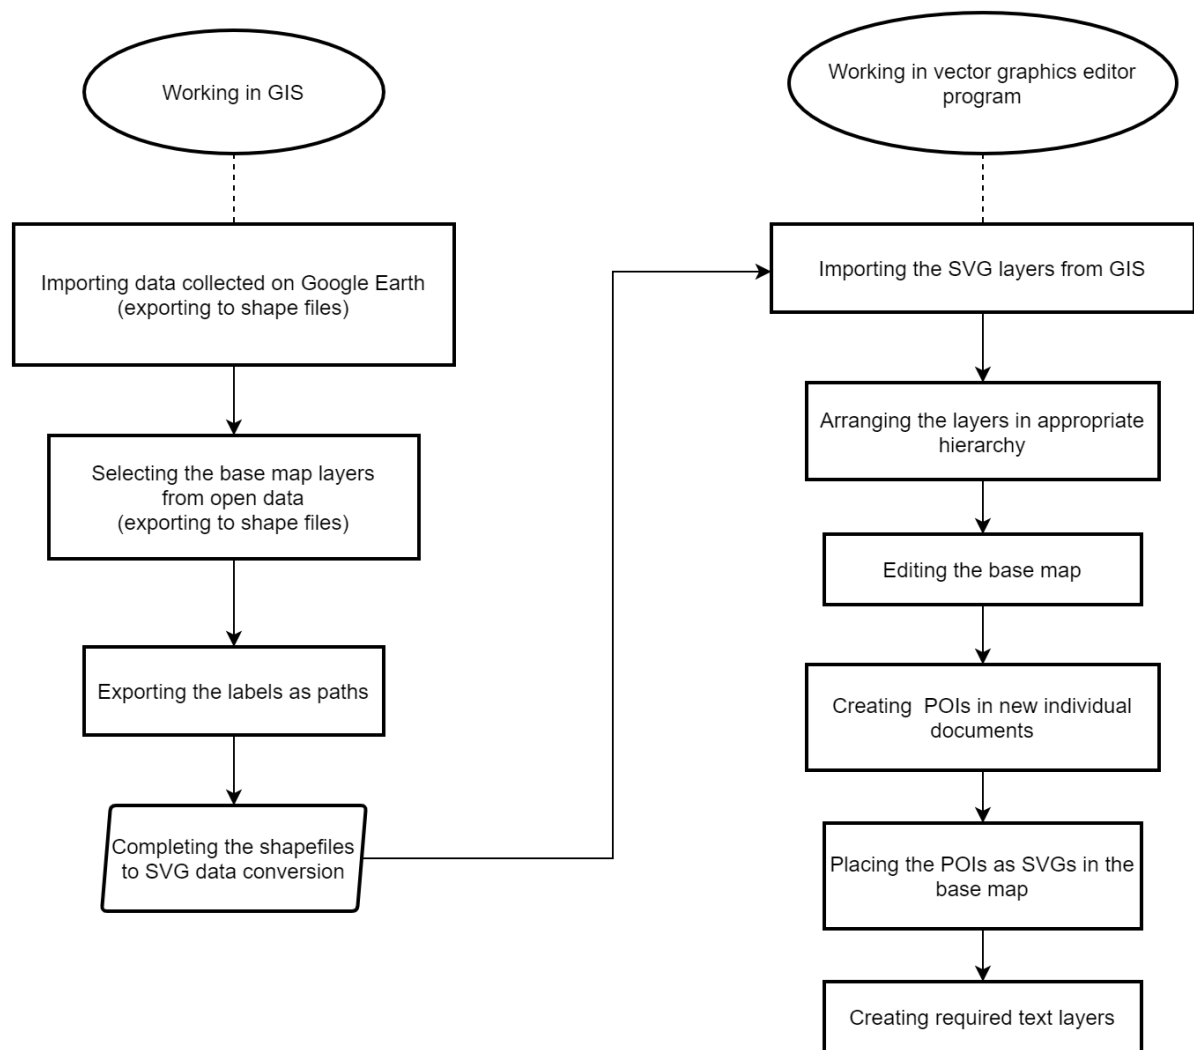 Working in GIS
Importing data collected on Google Earth
(exporting to shape files)
Selecting the base map layers
from open data
(exporting to shape files)
Exporting the labels as paths
Completing the shapefiles
to SVG data conversion
Working in vector graphics editor
program
Importing the SVG layers from GIS
Arranging the layers in appropriate
hierarchy
Editing the base map
Creating  POIs in new individual
documents
Placing the POIs as SVGs in the
base map
Creating required text layers